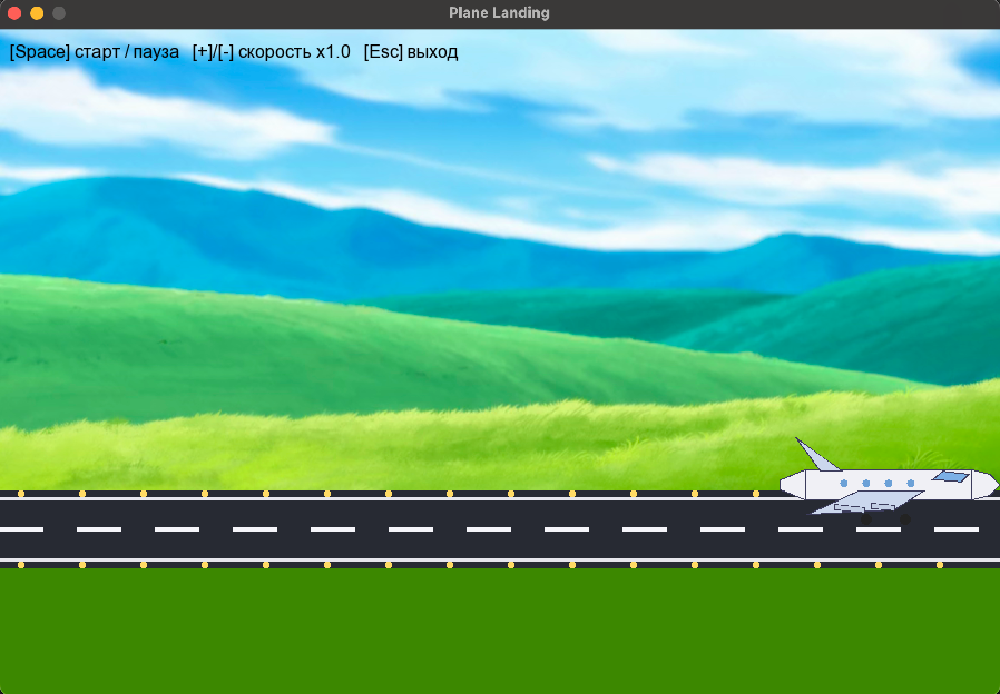 Plane Landing
[Space] старт / пауза [+]/[-] скорость x1.0 [Esc] выход